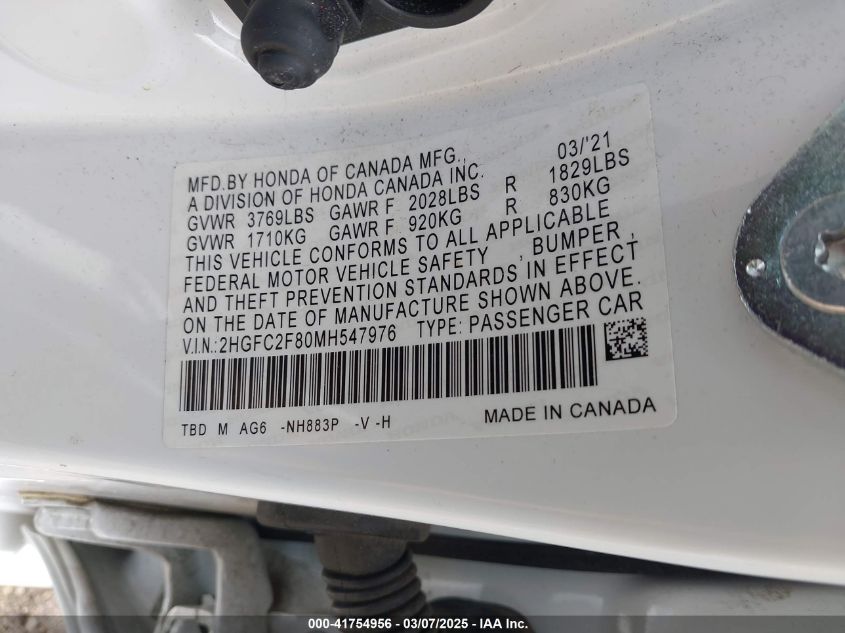 MFD.BY HONDA OF CANADA MFG., 03/'21
A DIVISION OF HONDA CANADA INC.
GVWR 3769LBS GAWR F 2028LBS R 1829LBS
GVWR 1710KG GAWR F 920KG R 830KG
THIS VEHICLE CONFORMS TO ALL APPLICABLE
FEDERAL MOTOR VEHICLE SAFETY , BUMPER ,
AND THEFT PREVENTION STANDARDS IN EFFECT
ON THE DATE OF MANUFACTURE SHOWN ABOVE.
V.I.N.:2HGFC2F80MH547976 TYPE: PASSENGER CAR
TBD M AG6 -NH883P -V -H MADE IN CANADA
000-41754956 — 03/07/2025 — IAA Inc.